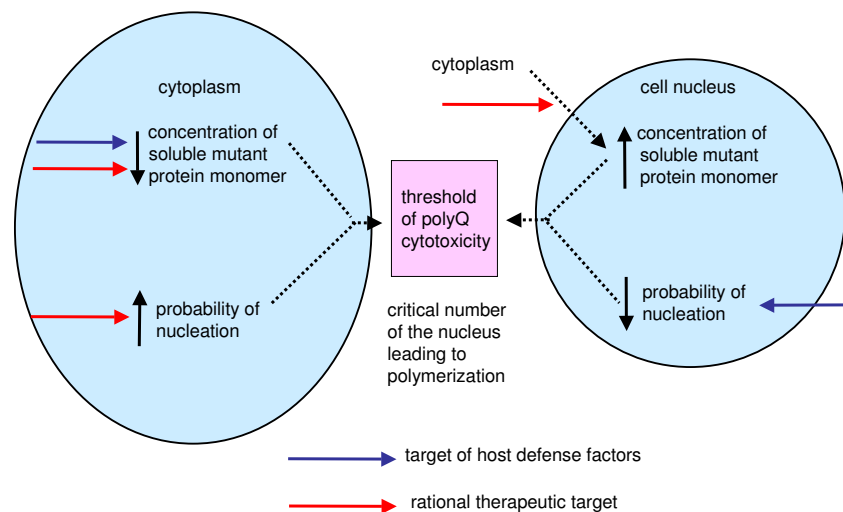 cytoplasm
concentration of
soluble mutant
protein monomer
probability of
nucleation
threshold
of polyQ
cytotoxicity
critical number
of the nucleus
leading to
polymerization
cytoplasm
cell nucleus
concentration of
soluble mutant
protein monomer
probability of
nucleation
target of host defense factors
rational therapeutic target